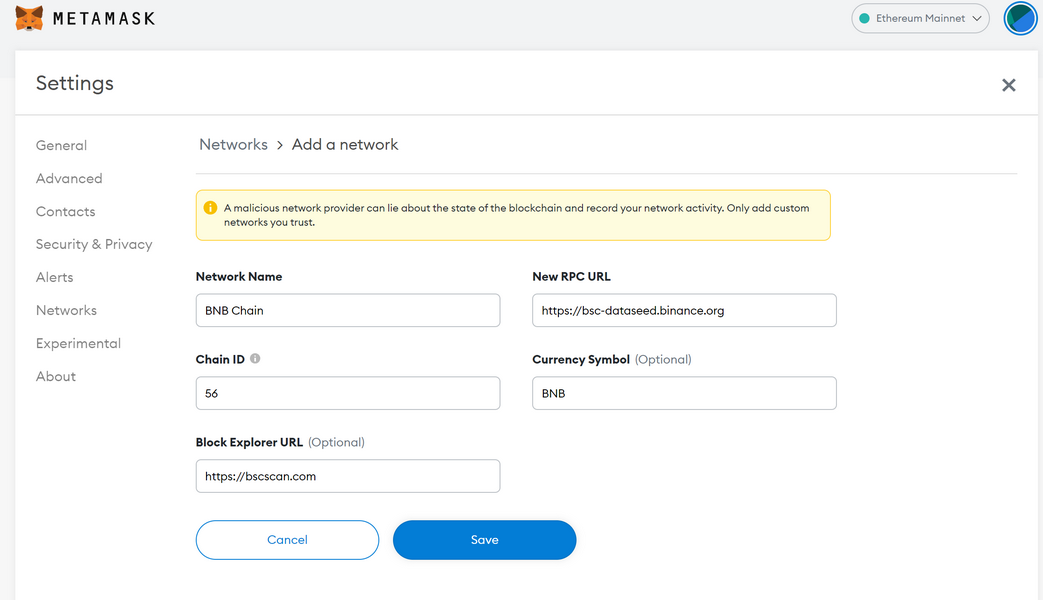 METAMASK
Ethereum Mainnet
Settings
General
Advanced
Contacts
Security & Privacy
Alerts
Networks
Experimental
About
Networks > Add a network
A malicious network provider can lie about the state of the blockchain and record your network activity. Only add custom
networks you trust.
Network Name
BNB Chain
New RPC URL
https://bsc-dataseed.binance.org
Chain ID
56
Currency Symbol (Optional)
BNB
Block Explorer URL (Optional)
https://bscscan.com
Cancel
Save